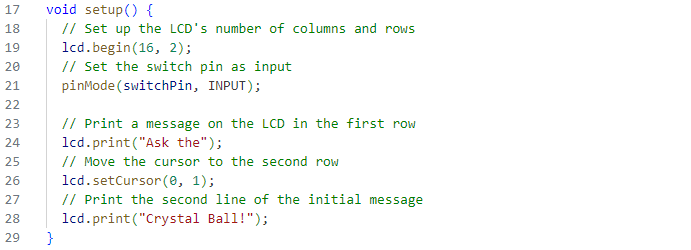 17 void setup() {
18   // Set up the LCD's number of columns and rows
19   lcd.begin(16, 2);
20   // Set the switch pin as input
21   pinMode(switchPin, INPUT);
22
23   // Print a message on the LCD in the first row
24   lcd.print("Ask the");
25   // Move the cursor to the second row
26   lcd.setCursor(0, 1);
27   // Print the second line of the initial message
28   lcd.print("Crystal Ball!");
29 }